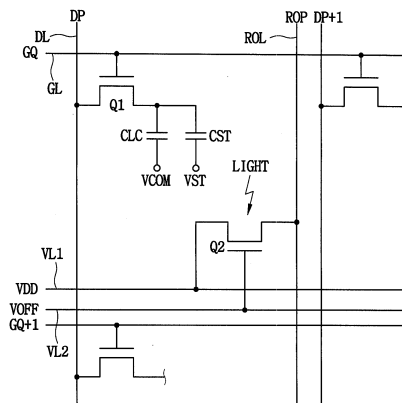 DP
ROP DP+1
DL
ROL
GQ
GL
Q1
CLC
CST
VCOM
VST
LIGHT
Q2
VL1
VDD
VOFF
GQ+1
VL2